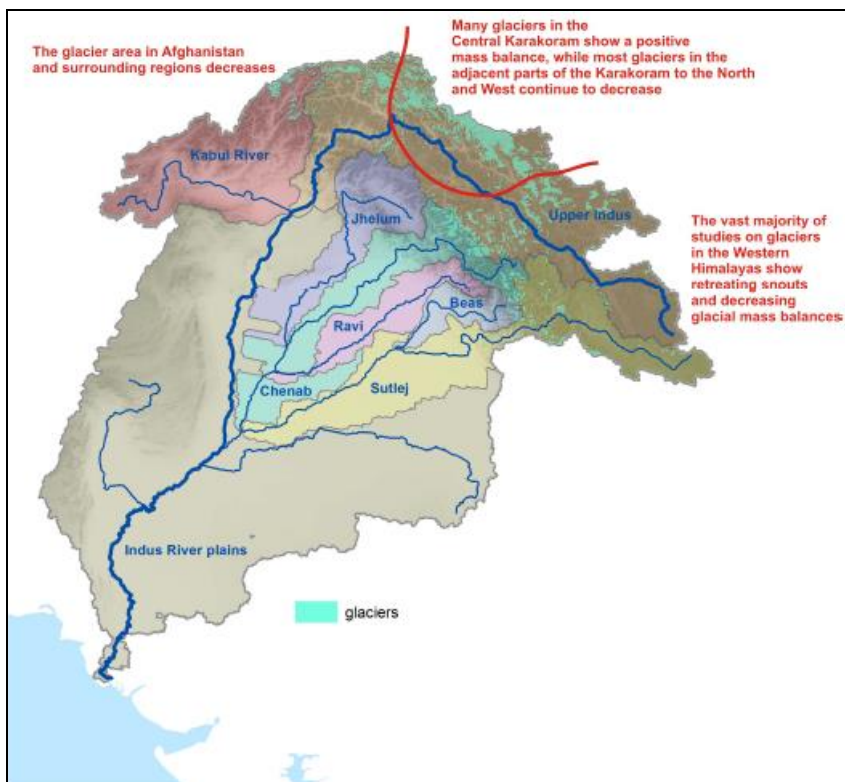 The glacier area in Afghanistan
and surrounding regions decreases
Many glaciers in the
Central Karakoram show a positive
mass balance, while most glaciers in the
adjacent parts of the Karakoram to the North
and West continue to decrease
Kabul River
Jhelum
Upper Indus
The vast majority of
studies on glaciers
in the Western
Himalayas show
retreating snouts
and decreasing
glacial mass balances
Beas
Ravi
Chenab
Sutlej
Indus River plains
glaciers